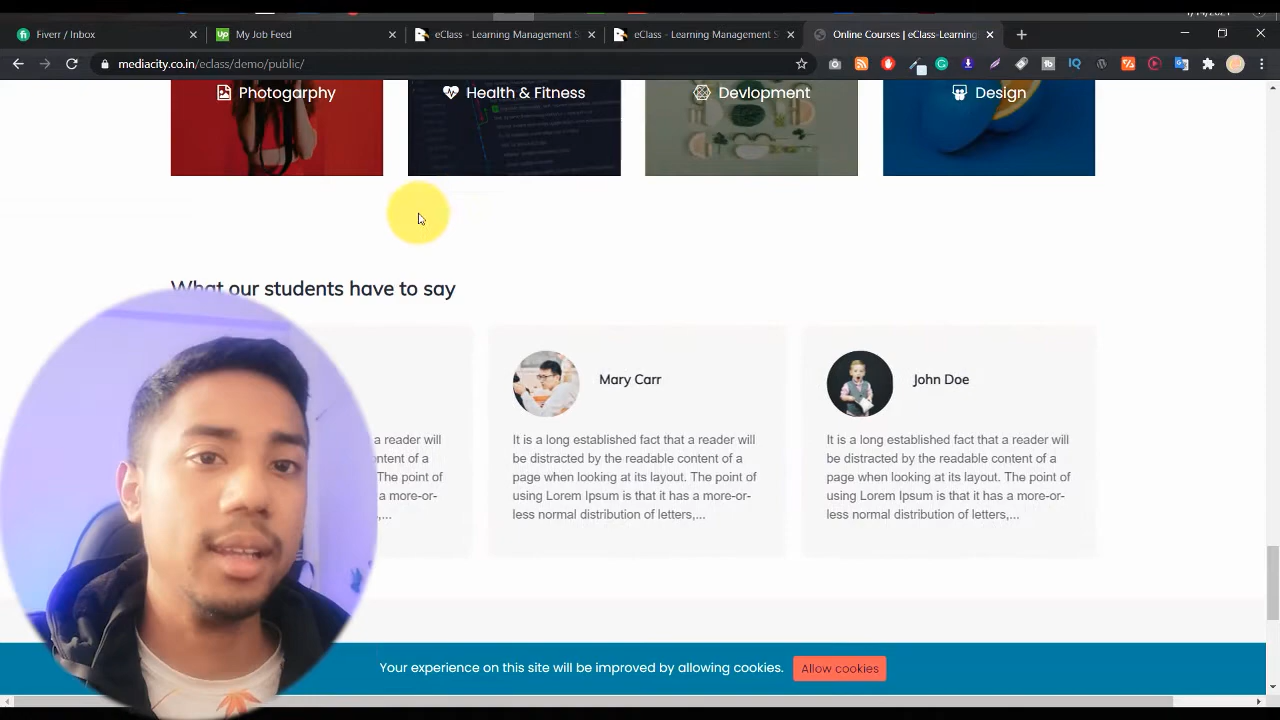 Fiverr / Inbox
My Job Feed
eClass - Learning Management S
eClass - Learning Management S
Online Courses | eClass-Learning
mediacity.co.in/eclass/demo/public/
Photogarphy
Health & Fitness
Devlopment
Design
What our students have to say
Mary Carr
John Doe
a reader will
ontent of a
The point of
a more-or-
,...
It is a long established fact that a reader will
be distracted by the readable content of a
page when looking at its layout. The point of
using Lorem Ipsum is that it has a more-or-
less normal distribution of letters,...
It is a long established fact that a reader will
be distracted by the readable content of a
page when looking at its layout. The point of
using Lorem Ipsum is that it has a more-or-
less normal distribution of letters,...
Your experience on this site will be improved by allowing cookies.
Allow cookies